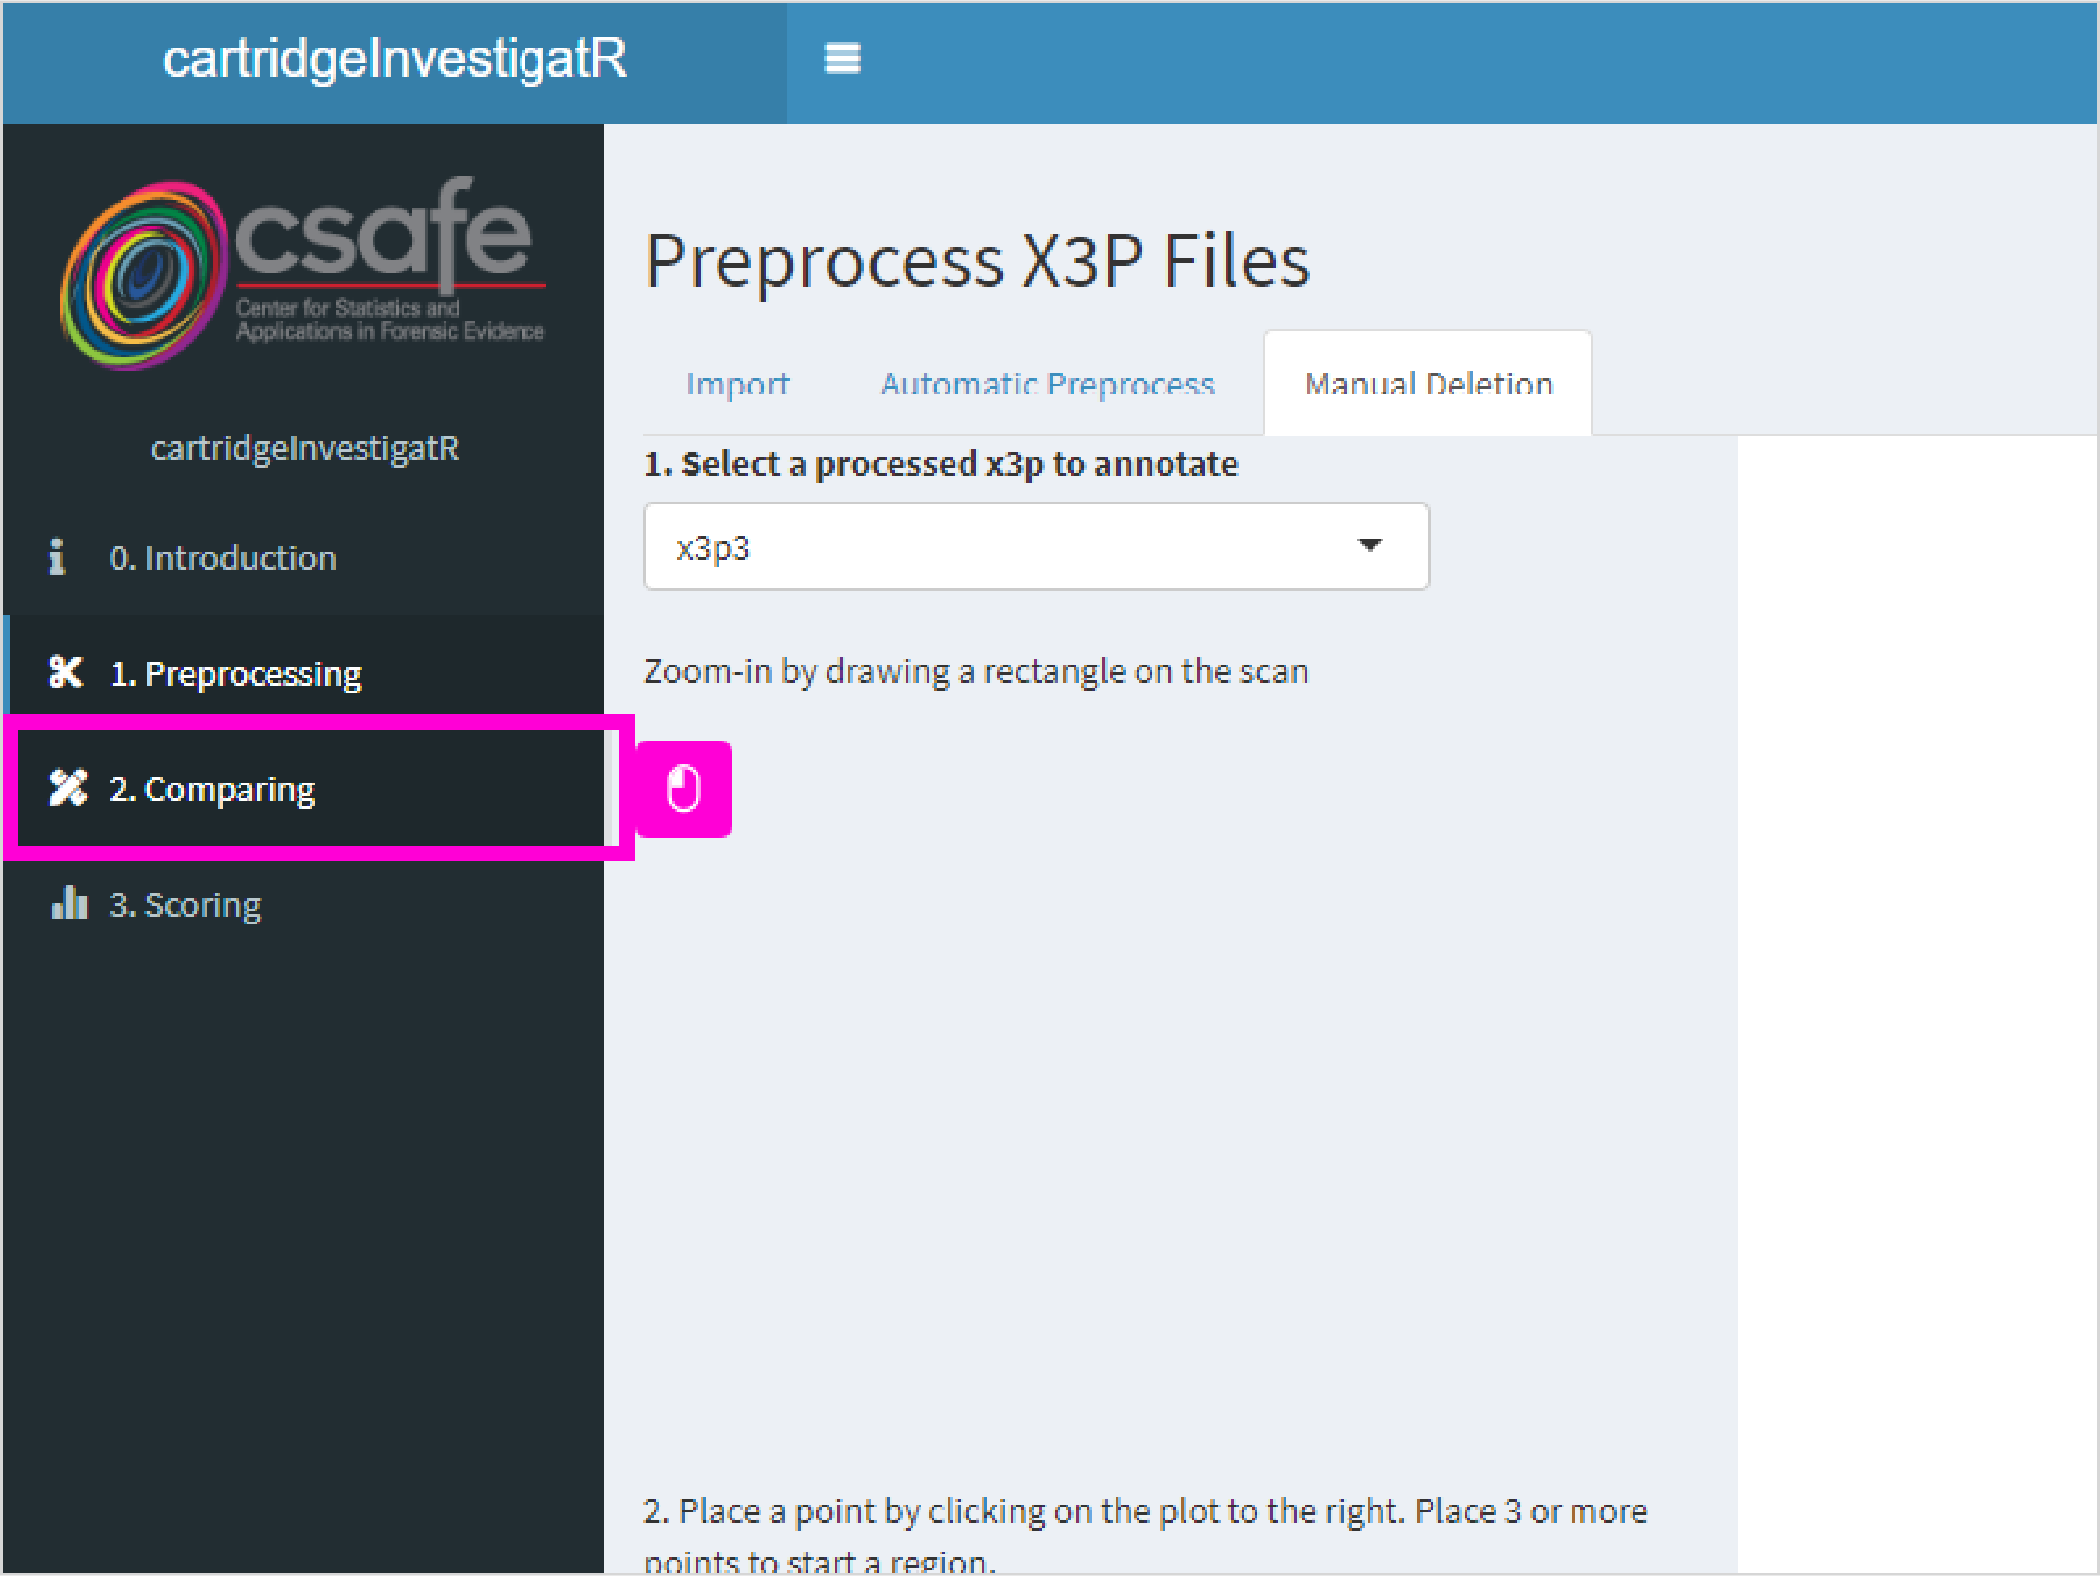 cartridgeInvestigatR
csafe
Center for Statistics and
Applications in Forensic Evidence
cartridgeInvestigatR
0. Introduction
1. Preprocessing
2. Comparing
3. Scoring
Preprocess X3P Files
Import Automatic Preprocess Manual Deletion
1. Select a processed x3p to annotate
x3p3
Zoom-in by drawing a rectangle on the scan
2. Place a point by clicking on the plot to the right. Place 3 or more
points to start a region.